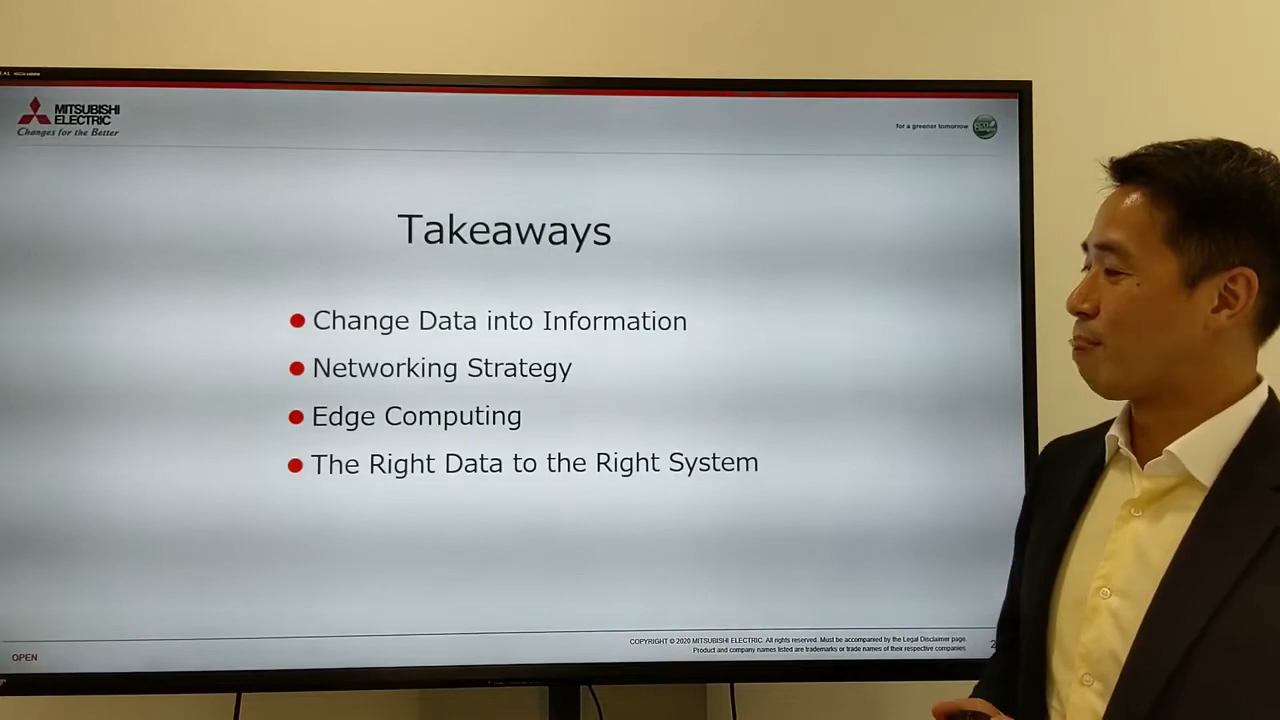 MITSUBISHI
ELECTRIC
Changes for the Better
for a greener tomorrow
eco
Takeaways
Change Data into Information
Networking Strategy
Edge Computing
The Right Data to the Right System
OPEN
COPYRIGHT © 2020 MITSUBISHI ELECTRIC. All rights reserved. Must be accompanied by the Legal Disclaimer page.
Product and company names listed are trademarks or trade names of their respective companies.